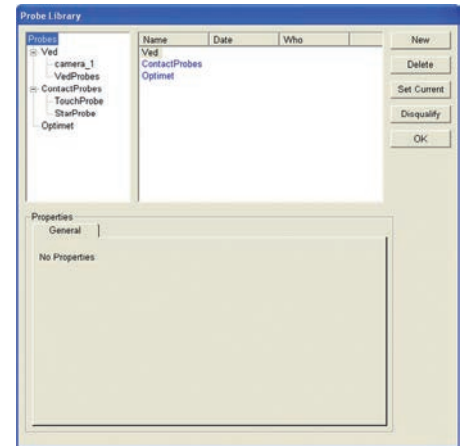 Probe Library
Probes
Ved
camera_1
VedProbes
ContactProbes
TouchProbe
StarProbe
Optimet
Name Date Who
Ved
ContactProbes
Optimet
New
Delete
Set Current
Disqualify
OK
Properties
General
No Properties